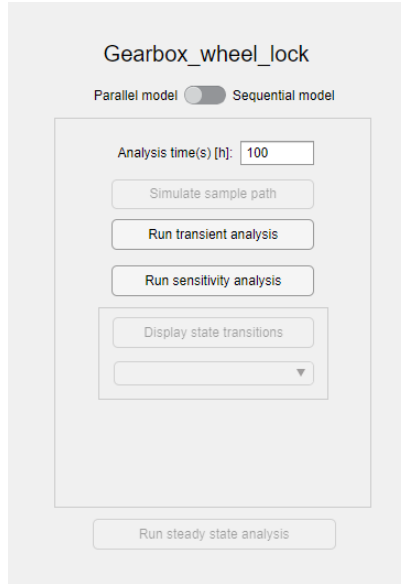 Gearbox_wheel_lock
Parallel model Sequential model
Analysis time(s) [h]: 100
Simulate sample path
Run transient analysis
Run sensitivity analysis
Display state transitions
Run steady state analysis